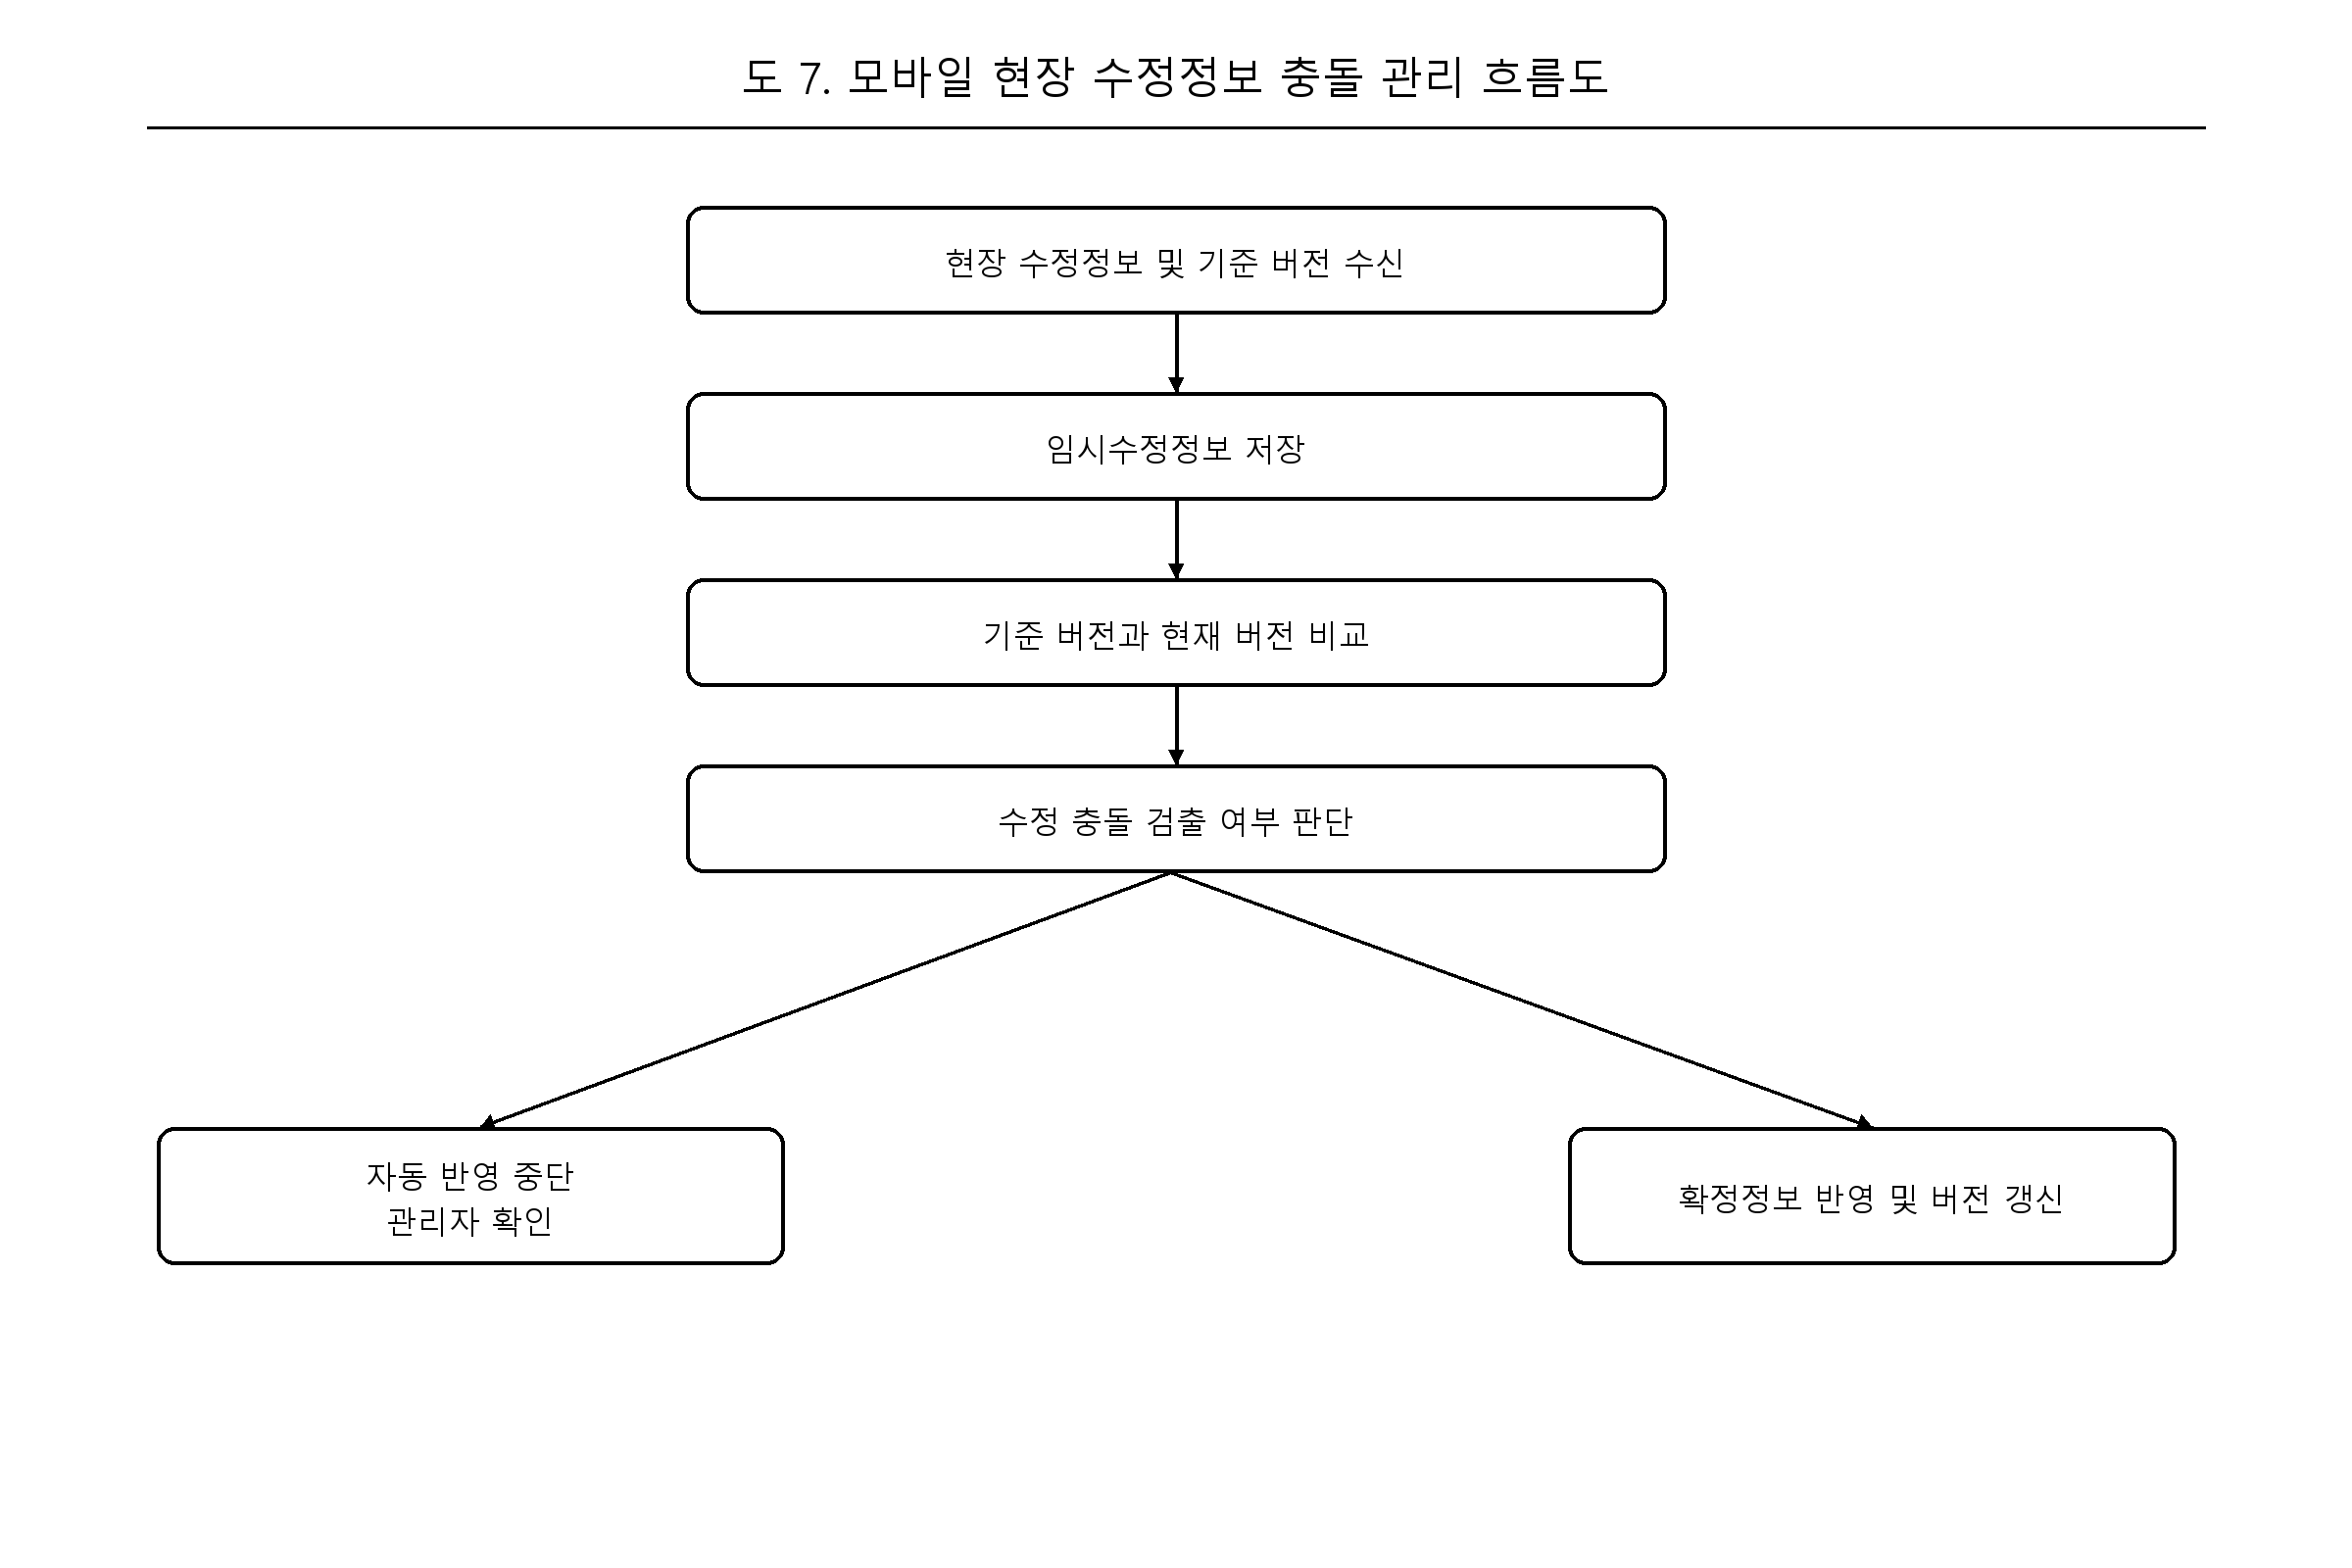 도 7. 모바일 현장 수정정보 충돌 관리 흐름도
현장 수정정보 및 기준 버전 수신
임시수정정보 저장
기준 버전과 현재 버전 비교
수정 충돌 검출 여부 판단
자동 반영 중단
관리자 확인
확정정보 반영 및 버전 갱신